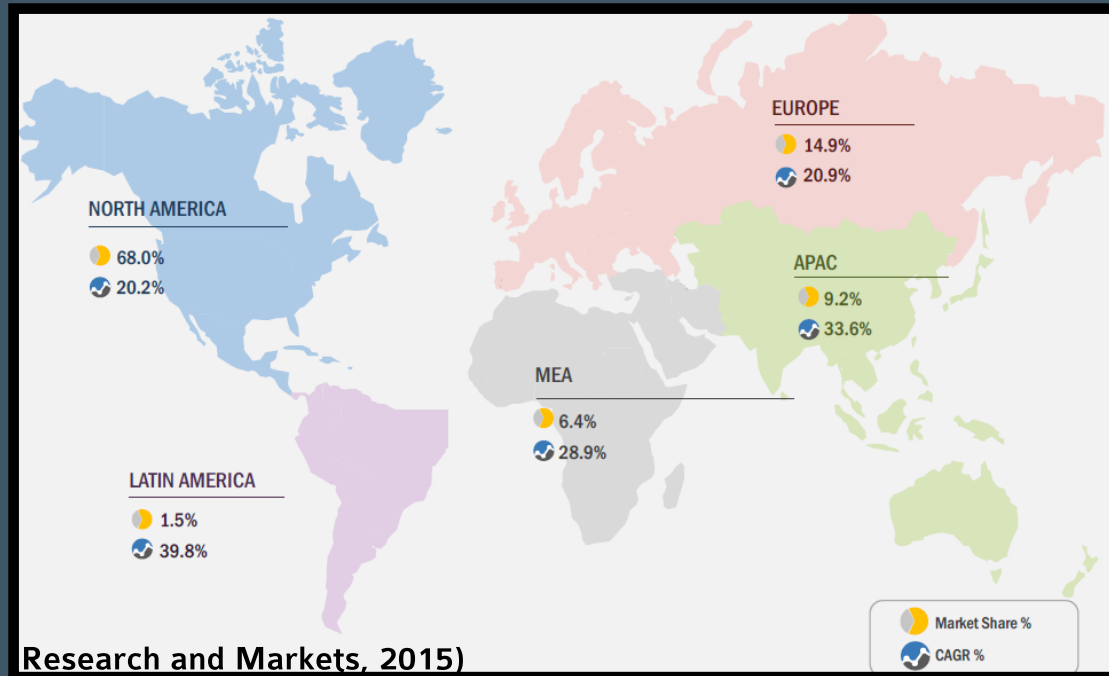 EUROPE
14.9%
20.9%
NORTH AMERICA
68.0%
20.2%
APAC
9.2%
33.6%
MEA
6.4%
28.9%
LATIN AMERICA
1.5%
39.8%
Market Share %
CAGR %
Research and Markets, 2015)